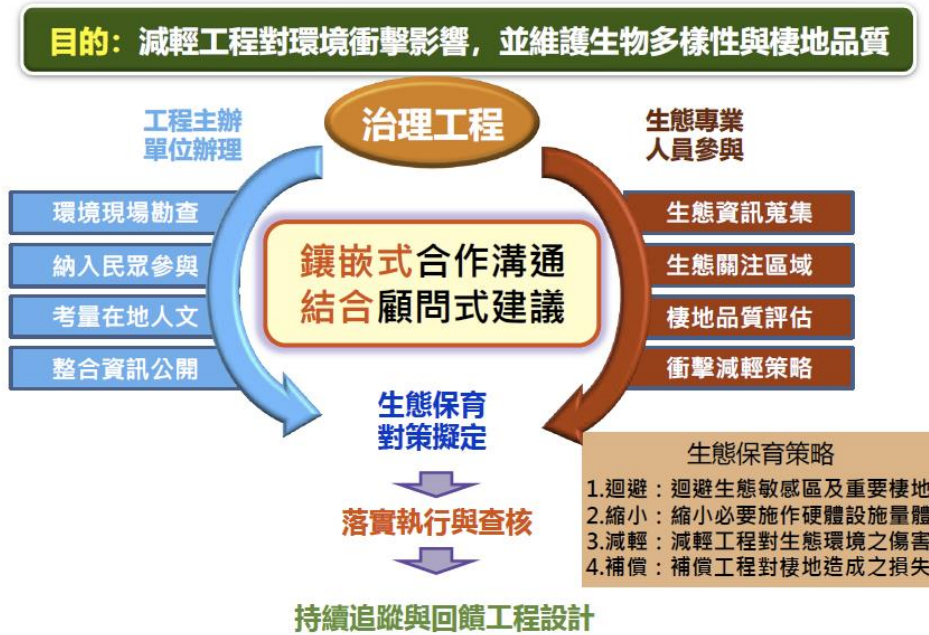 目的：減輕工程對環境衝擊影響，並維護生物多樣性與棲地品質
治理工程
工程主辦
單位辦理
環境現場勘查
納入民眾參與
考量在地人文
整合資訊公開
生態專業
人員參與
生態資訊蒐集
生態關注區域
棲地品質評估
衝擊減輕策略
鑲嵌式合作溝通
結合顧問式建議
生態保育
對策擬定
落實執行與查核
持續追蹤與回饋工程設計
生態保育策略
1.迴避：迴避生態敏感區及重要棲地
2.縮小：縮小必要施作硬體設施量體
3.減輕：減輕工程對生態環境之傷害
4.補償：補償工程對棲地造成之損失